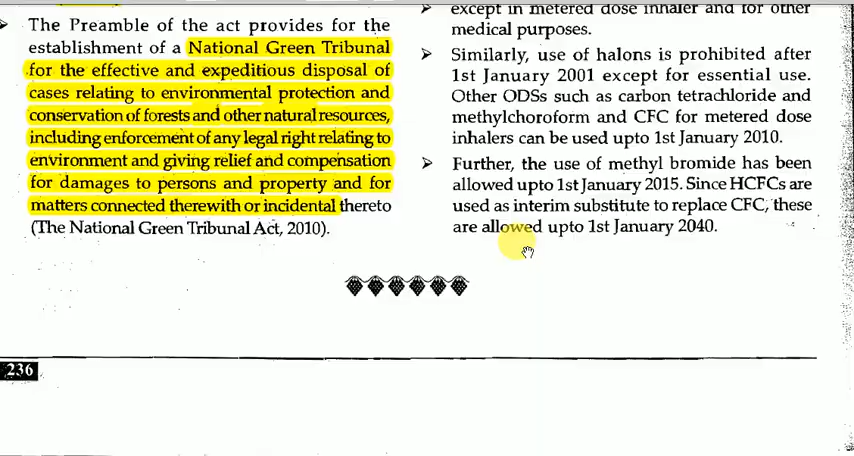 The Preamble of the act provides for the
establishment of a National Green Tribunal
for the effective and expeditious disposal of
cases relating to environmental protection and
conservation of forests and other natural resources,
including enforcement of any legal right relating to
environment and giving relief and compensation
for damages to persons and property and for
matters connected therewith or incidental thereto
(The National Green Tribunal Act, 2010).
except in metered dose inhaler and for other
medical purposes.
Similarly, use of halons is prohibited after
1st January 2001 except for essential use.
Other ODSs such as carbon tetrachloride and
methylchoroform and CFC for metered dose
inhalers can be used upto 1st January 2010.
Further, the use of methyl bromide has been
allowed upto 1st January 2015. Since HCFCs are
used as interim substitute to replace CFC, these
are allowed upto 1st January 2040.
236